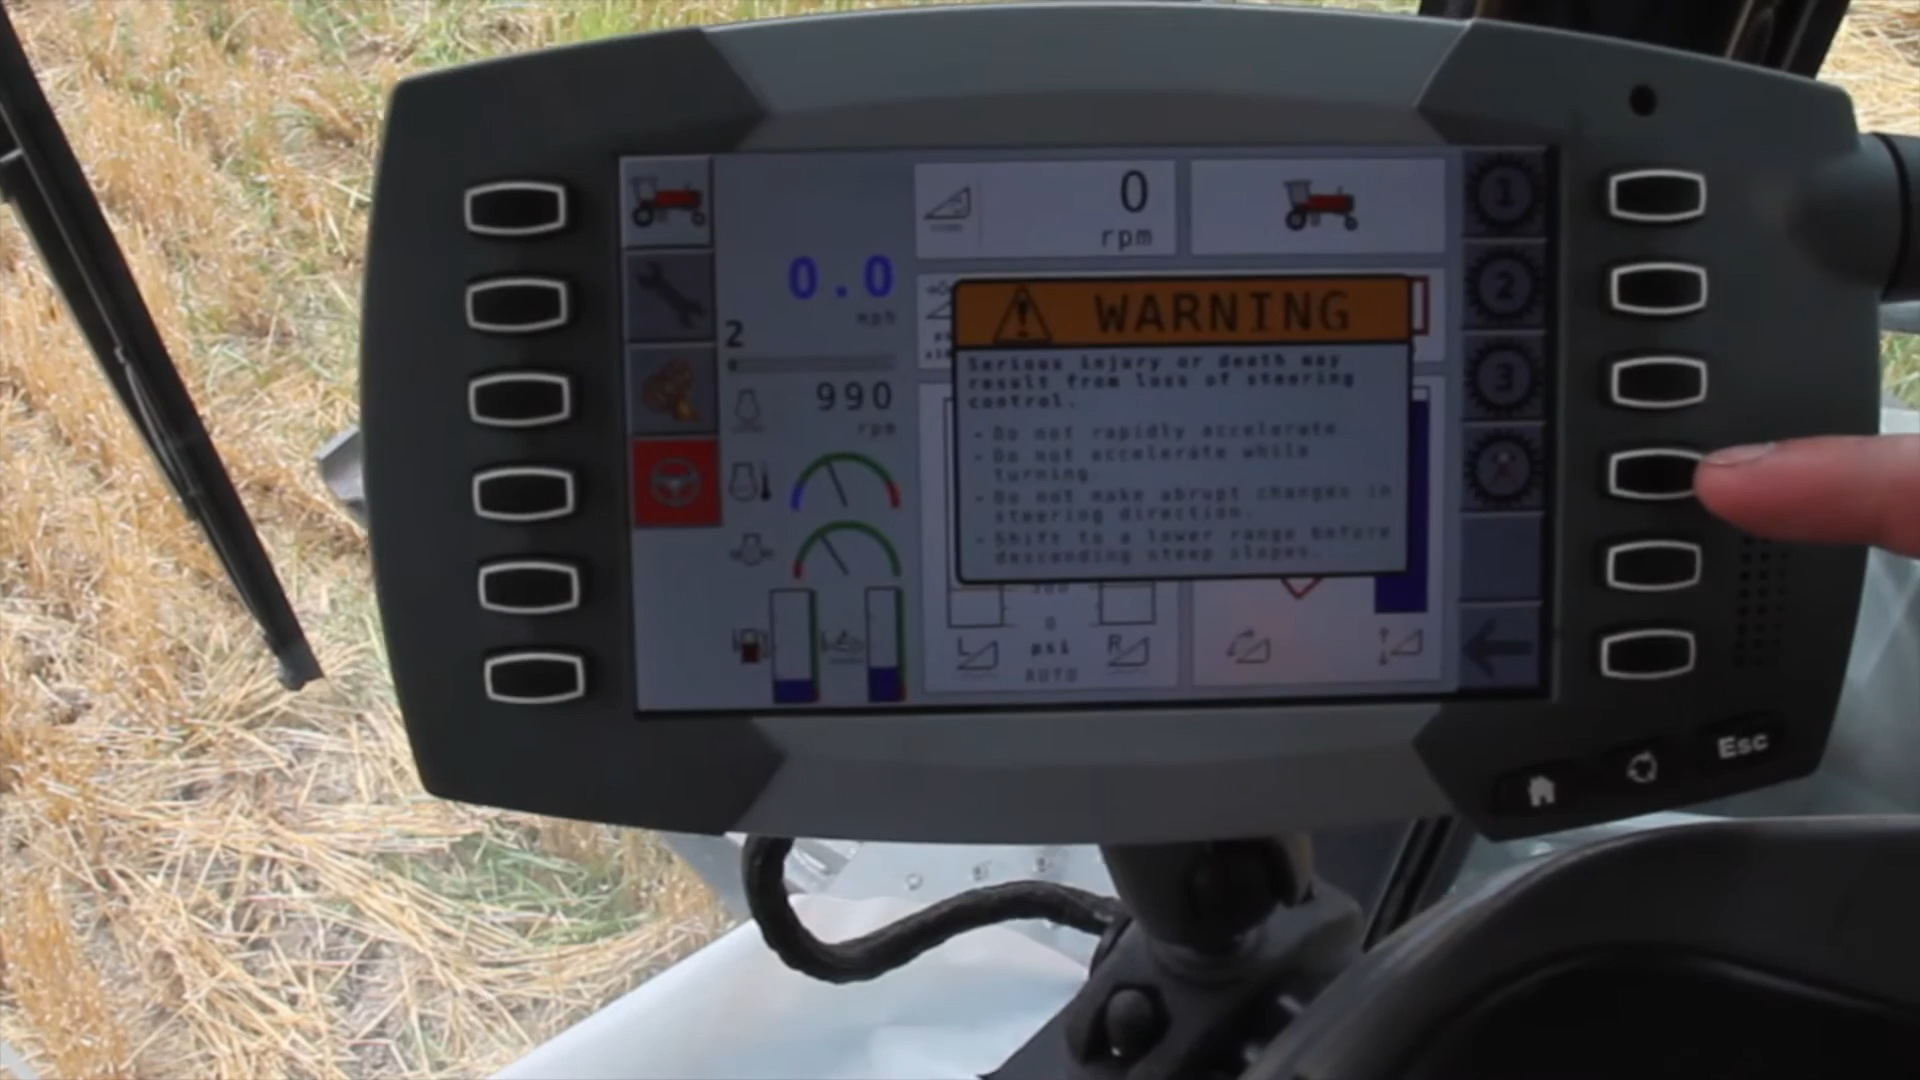 0
rpm
0.0
mph
2
990
rpm
WARNING
Serious injury or death may
result from loss of steering
control.
- Do not rapidly accelerate
- Do not accelerate while
turning.
- Do not make abrupt changes in
steering direction.
- Shift to a lower range before
descending steep slopes.
0
L
psi
R
AUTO
1
2
3
Esc